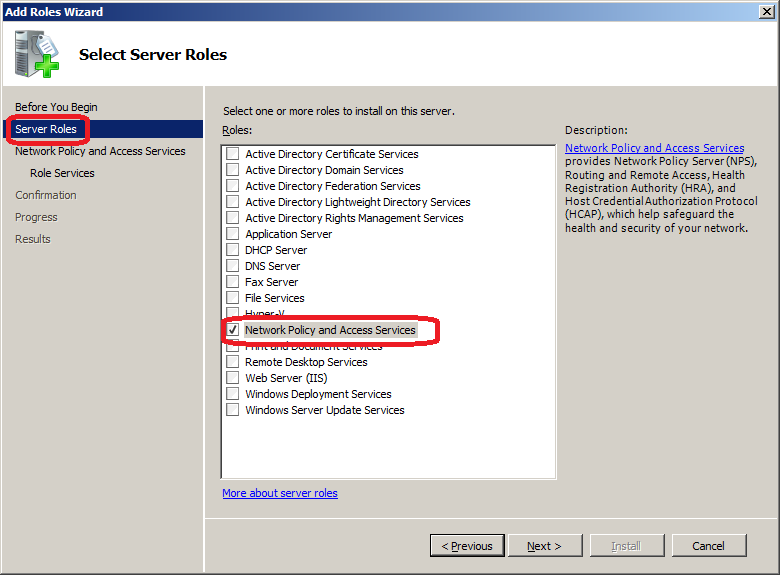 Add Roles Wizard
Select Server Roles
Before You Begin
Server Roles
Network Policy and Access Services
Role Services
Confirmation
Progress
Results
Select one or more roles to install on this server.
Roles:
Active Directory Certificate Services
Active Directory Domain Services
Active Directory Federation Services
Active Directory Lightweight Directory Services
Active Directory Rights Management Services
Application Server
DHCP Server
DNS Server
Fax Server
File Services
Hyper-V
Network Policy and Access Services
Print and Document Services
Remote Desktop Services
Web Server (IIS)
Windows Deployment Services
Windows Server Update Services
More about server roles
Description:
Network Policy and Access Services
provides Network Policy Server (NPS),
Routing and Remote Access, Health
Registration Authority (HRA), and
Host Credential Authorization Protocol
(HCAP), which help safeguard the
health and security of your network.
< Previous
Next >
Install
Cancel